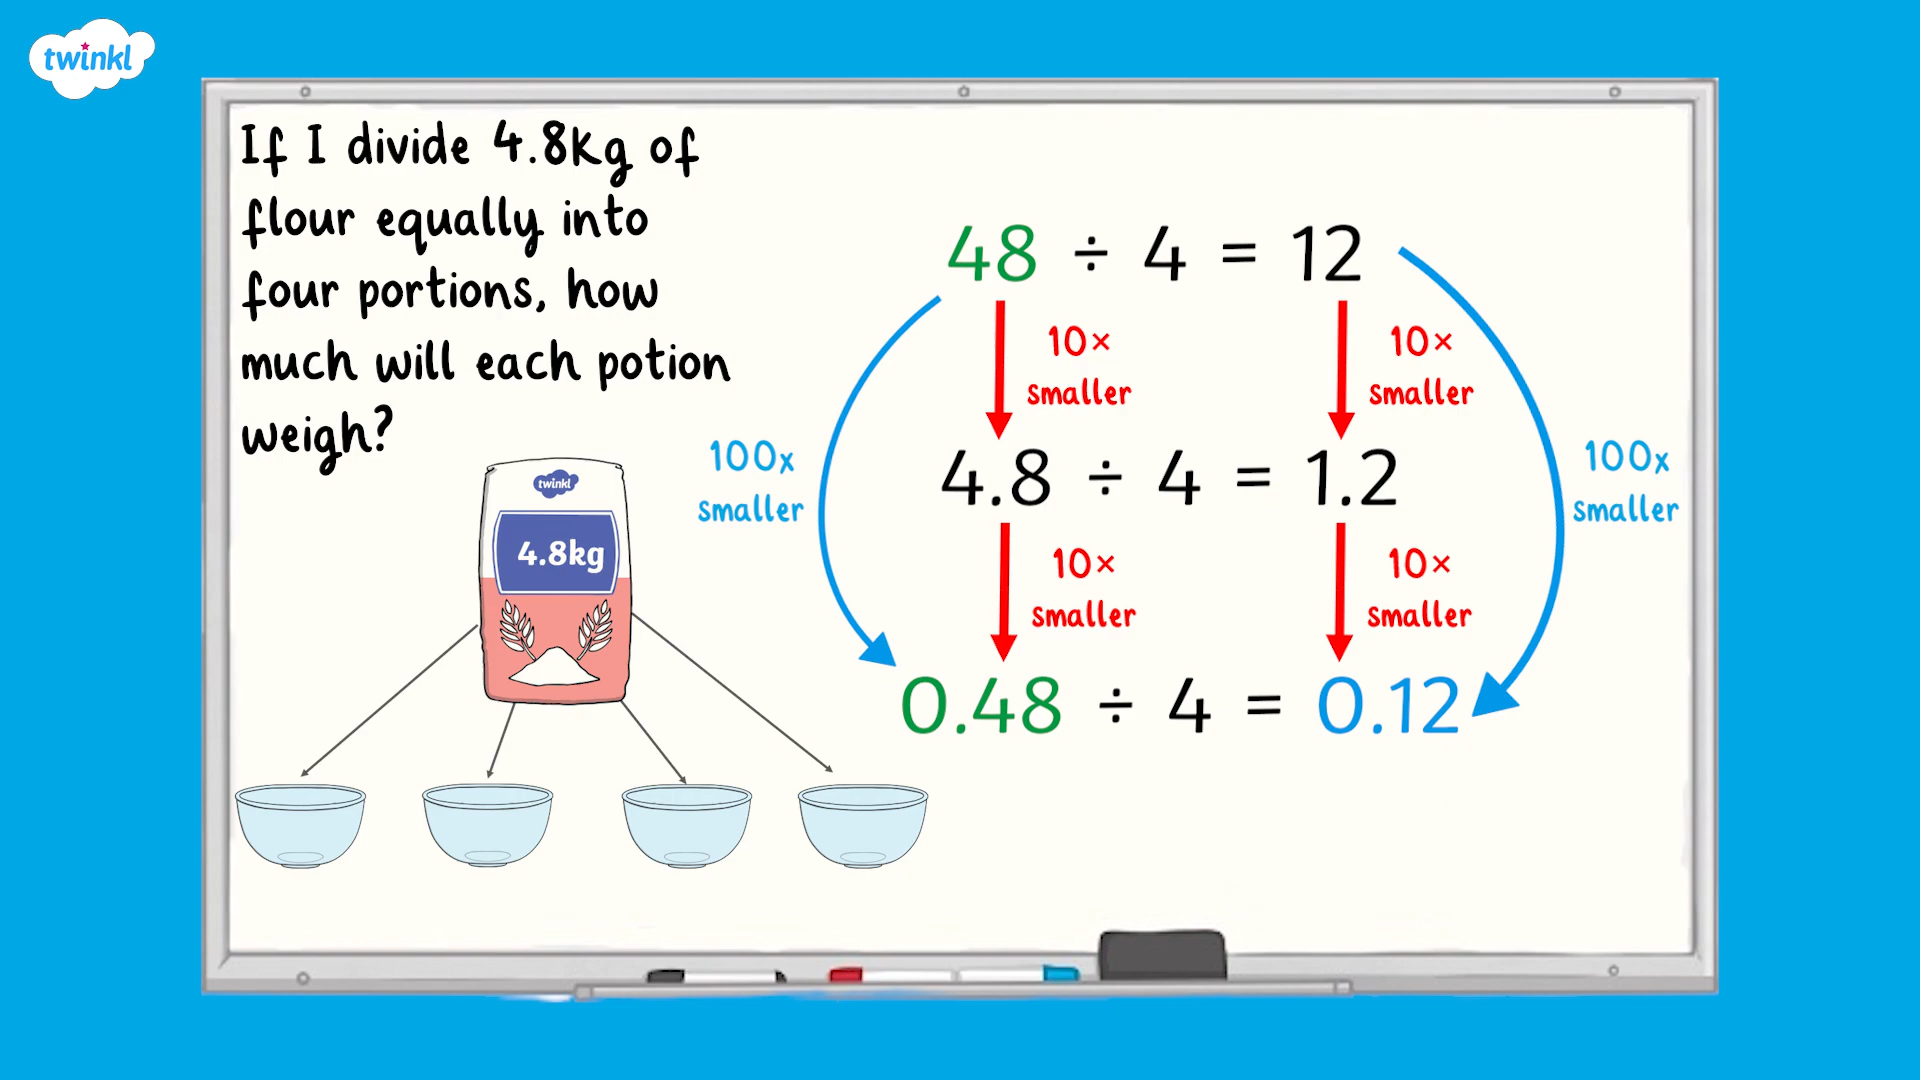 twinkl
If I divide 4.8kg of
flour equally into
four portions, how
much will each potion
weigh?
twinkl
4.8kg
48 ÷ 4 = 12
10×
smaller
10×
smaller
100x
smaller
100x
smaller
4.8 ÷ 4 = 1.2
10×
smaller
10×
smaller
0.48 ÷ 4 = 0.12